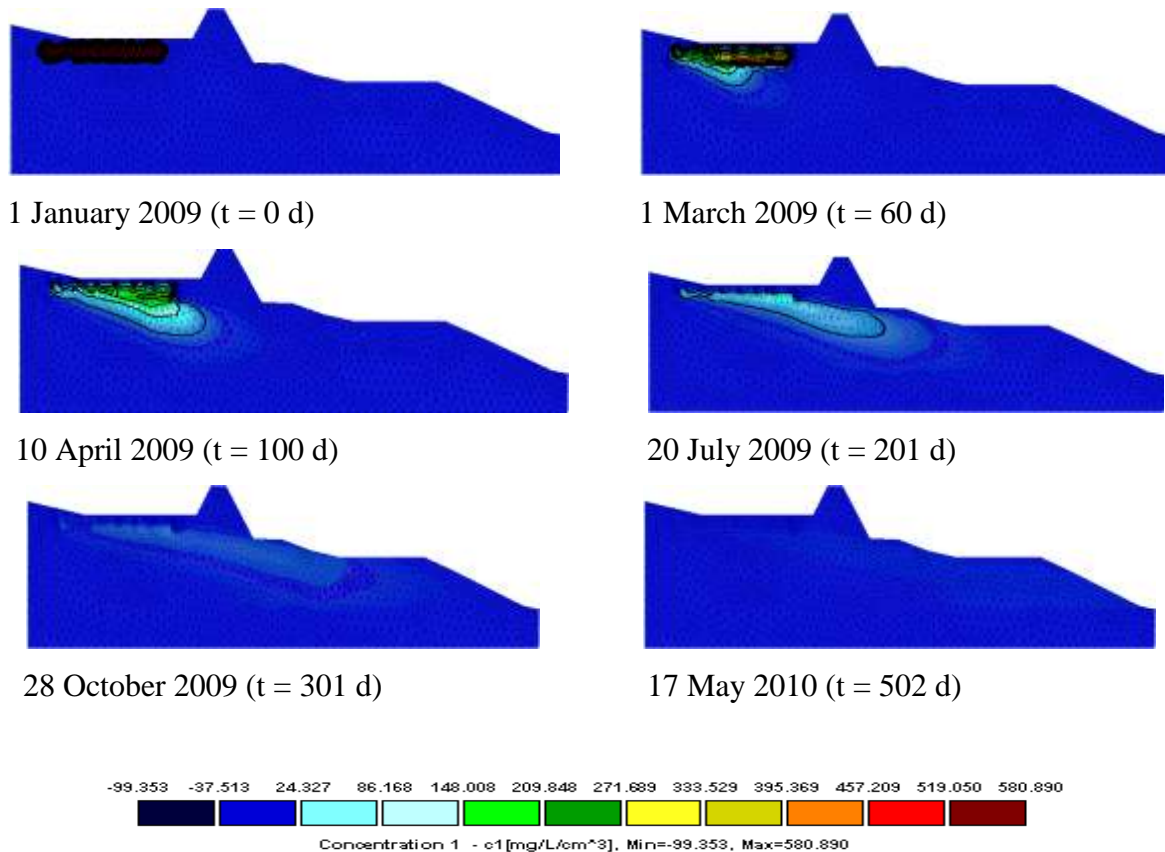 1 January 2009 (t = 0 d)
1 March 2009 (t = 60 d)
10 April 2009 (t = 100 d)
20 July 2009 (t = 201 d)
28 October 2009 (t = 301 d)
17 May 2010 (t = 502 d)
-99.353 -37.513 24.327 86.168 148.008 209.848 271.689 333.529 395.369 457.209 519.050 580.890
Concentration 1 - c1[mg/L/cm^3], Min=-99.353, Max=580.890